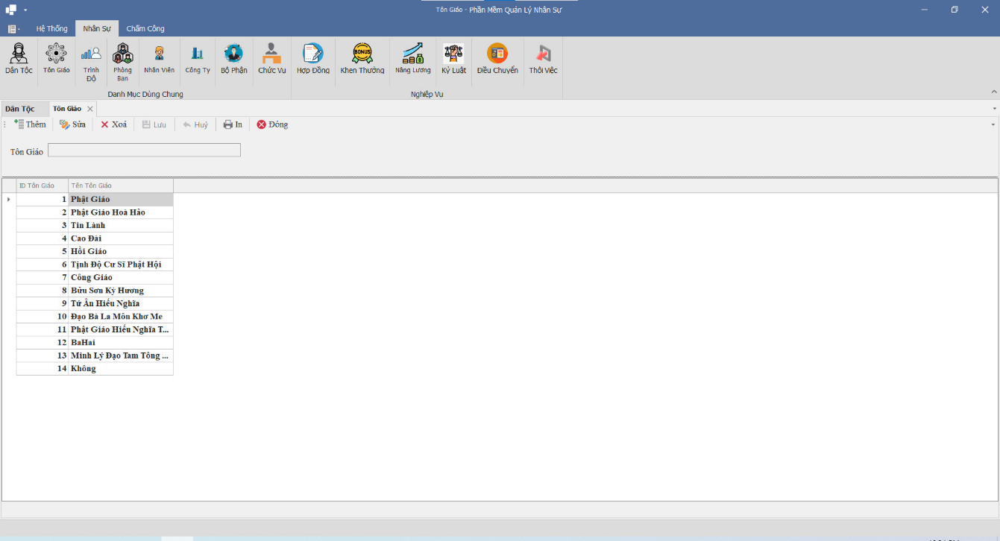 Tôn Giáo - Phần Mềm Quản Lý Nhân Sự
Hệ Thống Nhân Sự Chấm Công
Dân Tộc Tôn Giáo Trình Độ Phòng Ban Nhân Viên Công Ty Bộ Phận Chức Vụ Hợp Đồng BONUS Khen Thưởng Nâng Lương Kỷ Luật Điều Chuyển Thôi Việc
Danh Mục Dùng Chung Nghiệp Vụ
Dân Tộc Tôn Giáo
Thêm Sửa Xoá Lưu Huỷ In Đóng
Tôn Giáo
ID Tôn Giáo Tên Tôn Giáo
1 Phật Giáo
2 Phật Giáo Hoà Hảo
3 Tin Lành
4 Cao Đài
5 Hồi Giáo
6 Tịnh Độ Cư Sĩ Phật Hội
7 Công Giáo
8 Bửu Sơn Kỳ Hương
9 Tứ Ân Hiếu Nghĩa
10 Đạo Bà La Môn Khơ Me
11 Phật Giáo Hiếu Nghĩa T...
12 BaHai
13 Minh Lý Đạo Tam Tông ...
14 Không